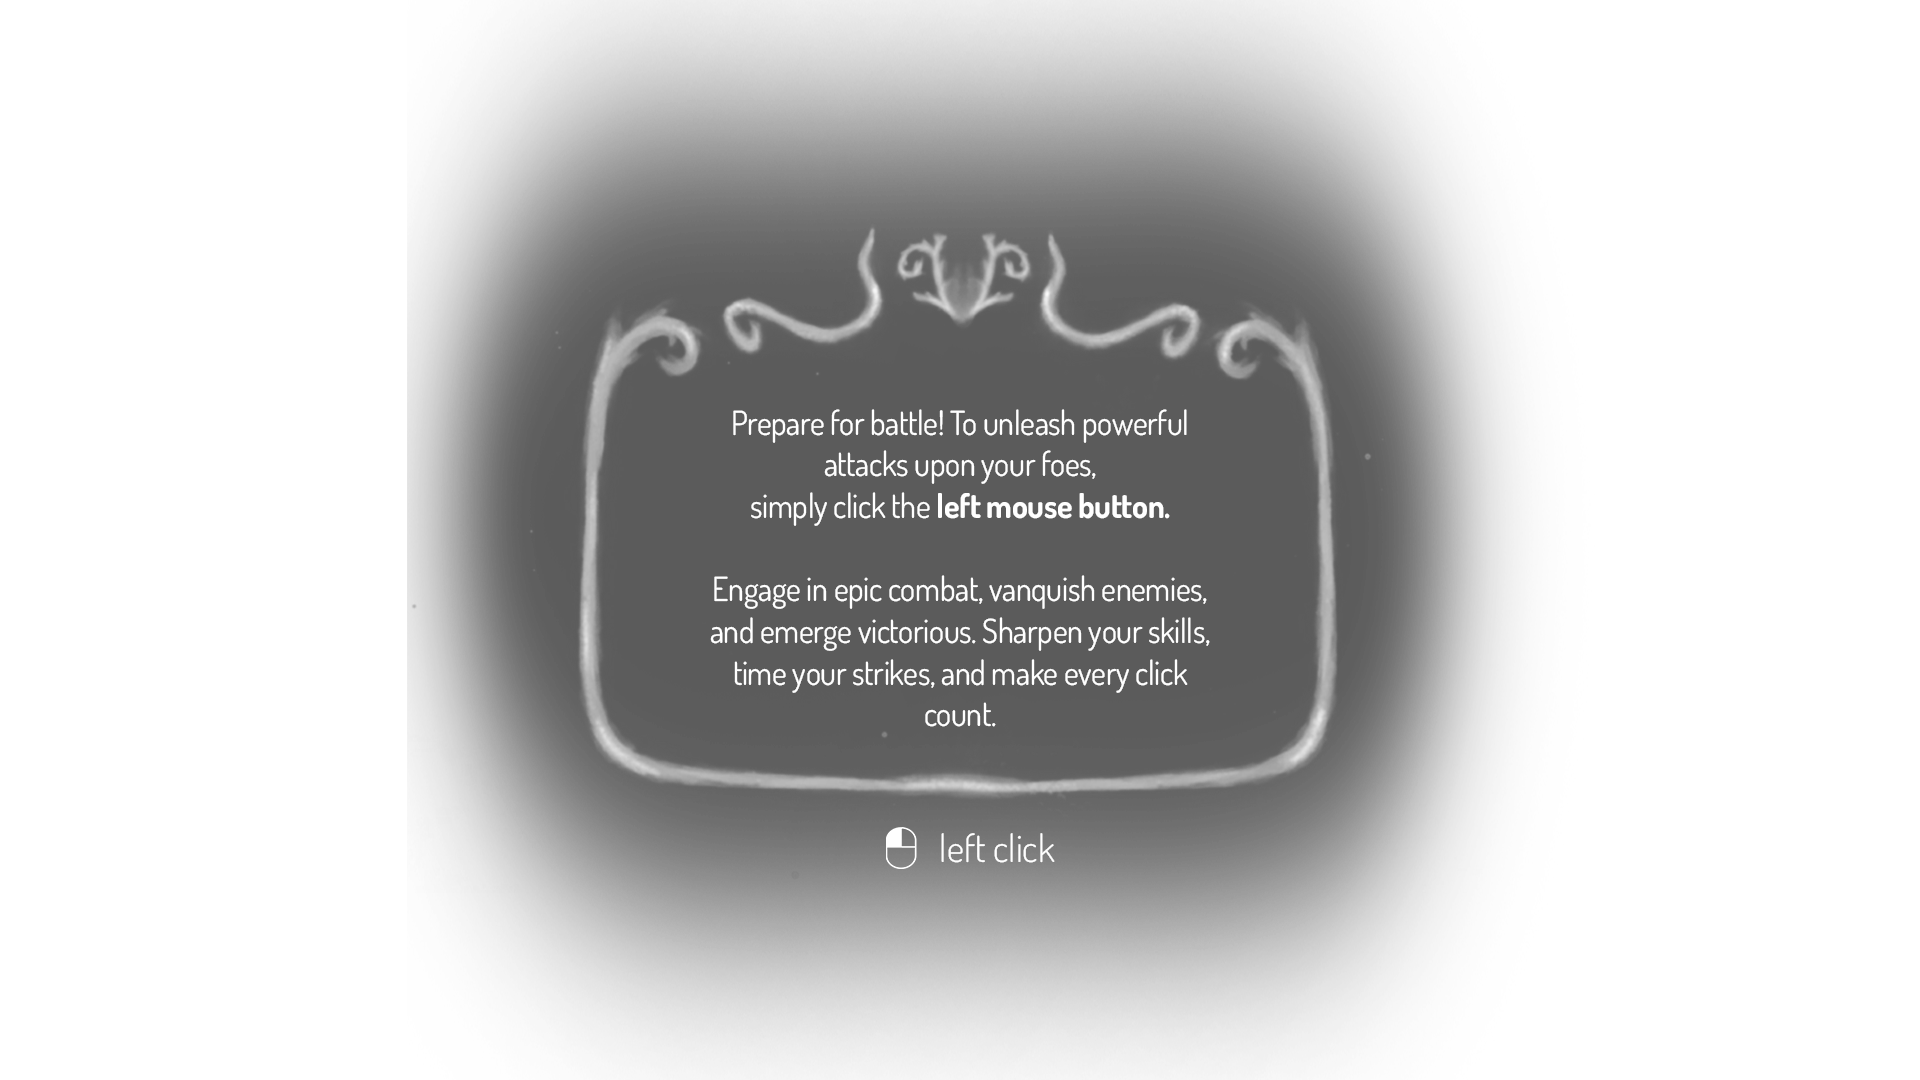 Prepare for battle! To unleash powerful
attacks upon your foes,
simply click the left mouse button.
Engage in epic combat, vanquish enemies,
and emerge victorious. Sharpen your skills,
time your strikes, and make every click
count.
left click